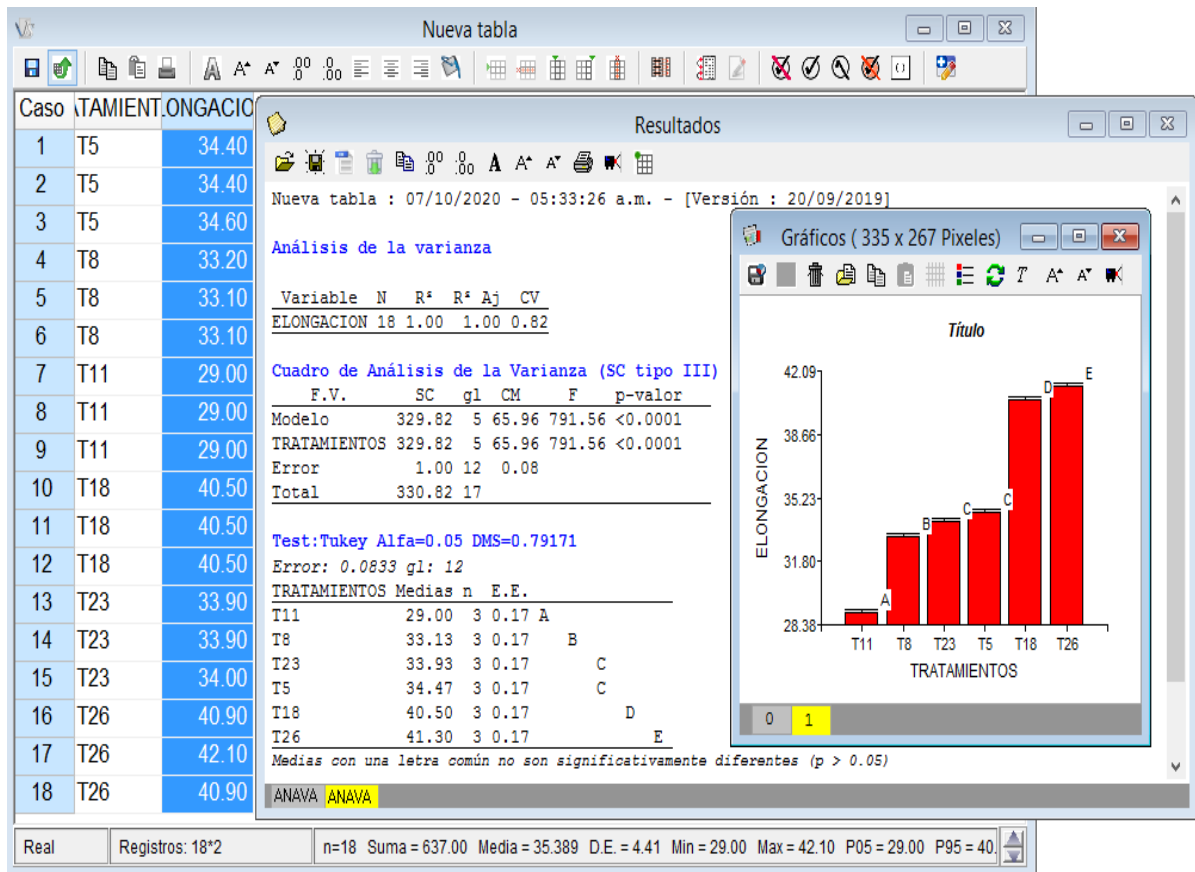 Nueva tabla
Caso ATAMIENT LONGACIO
1 T5 34.40
2 T5 34.40
3 T5 34.60
4 T8 33.20
5 T8 33.10
6 T8 33.10
7 T11 29.00
8 T11 29.00
9 T11 29.00
10 T18 40.50
11 T18 40.50
12 T18 40.50
13 T23 33.90
14 T23 33.90
15 T23 34.00
16 T26 40.90
17 T26 42.10
18 T26 40.90
Real Registros: 18*2 n=18 Suma = 637.00 Media = 35.389 D.E. = 4.41 Min = 29.00 Max = 42.10 P05 = 29.00 P95 = 40.
Resultados
Nueva tabla : 07/10/2020 - 05:33:26 a.m. - [Versión : 20/09/2019]
Análisis de la varianza
Variable N R² R² Aj CV
ELONGACION 18 1.00 1.00 0.82
Cuadro de Análisis de la Varianza (SC tipo III)
F.V. SC gl CM F p-valor
Modelo 329.82 5 65.96 791.56 <0.0001
TRATAMIENTOS 329.82 5 65.96 791.56 <0.0001
Error 1.00 12 0.08
Total 330.82 17
Test:Tukey Alfa=0.05 DMS=0.79171
Error: 0.0833 gl: 12
TRATAMIENTOS Medias n E.E.
T11 29.00 3 0.17 A
T8 33.13 3 0.17 B
T23 33.93 3 0.17 C
T5 34.47 3 0.17 C
T18 40.50 3 0.17 D
T26 41.30 3 0.17 E
Medias con una letra común no son significativamente diferentes (p > 0.05)
ANAVA ANAVA
Gráficos ( 335 x 267 Pixeles)
Título
42.09
38.66
35.23
31.80
28.38
ELONGACION
A B C C D E
T11 T8 T23 T5 T18 T26
TRATAMIENTOS
0 1